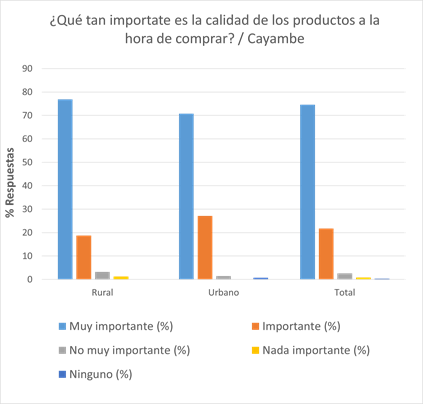 ¿Qué tan importate es la calidad de los productos a la
hora de comprar? / Cayambe
% Respuestas
90
80
70
60
50
40
30
20
10
0
Rural Urbano Total
Muy importante (%) Importante (%)
No muy importante (%) Nada importante (%)
Ninguno (%)